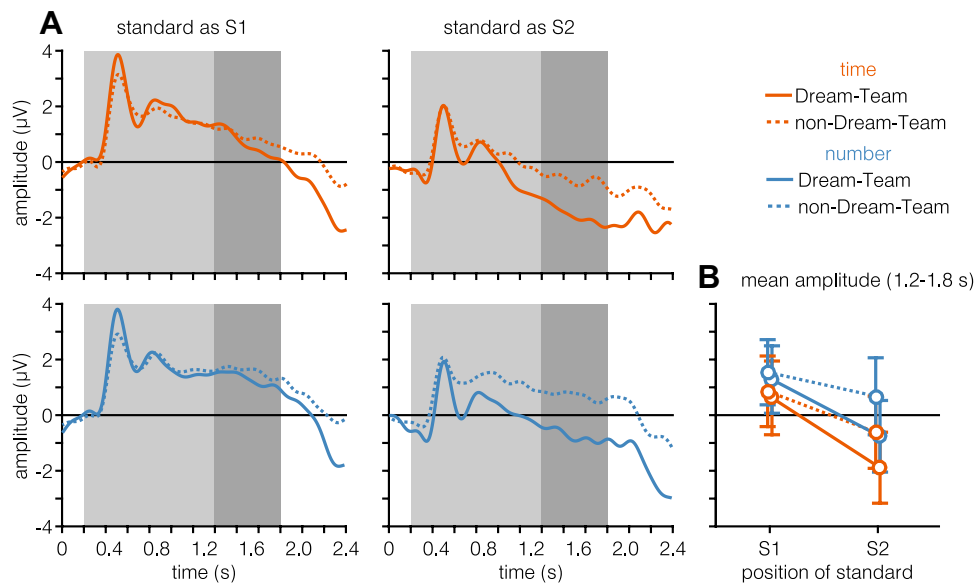 A
standard as S1
standard as S2
4
2
0
-2
-4
amplitude (μV)
time
Dream-Team
non-Dream-Team
number
Dream-Team
non-Dream-Team
4
2
0
-2
-4
amplitude (μV)
0 0.4 0.8 1.2 1.6 2.0 2.4
time (s)
0 0.4 0.8 1.2 1.6 2.0 2.4
time (s)
B
mean amplitude (1.2-1.8 s)
S1 S2
position of standard